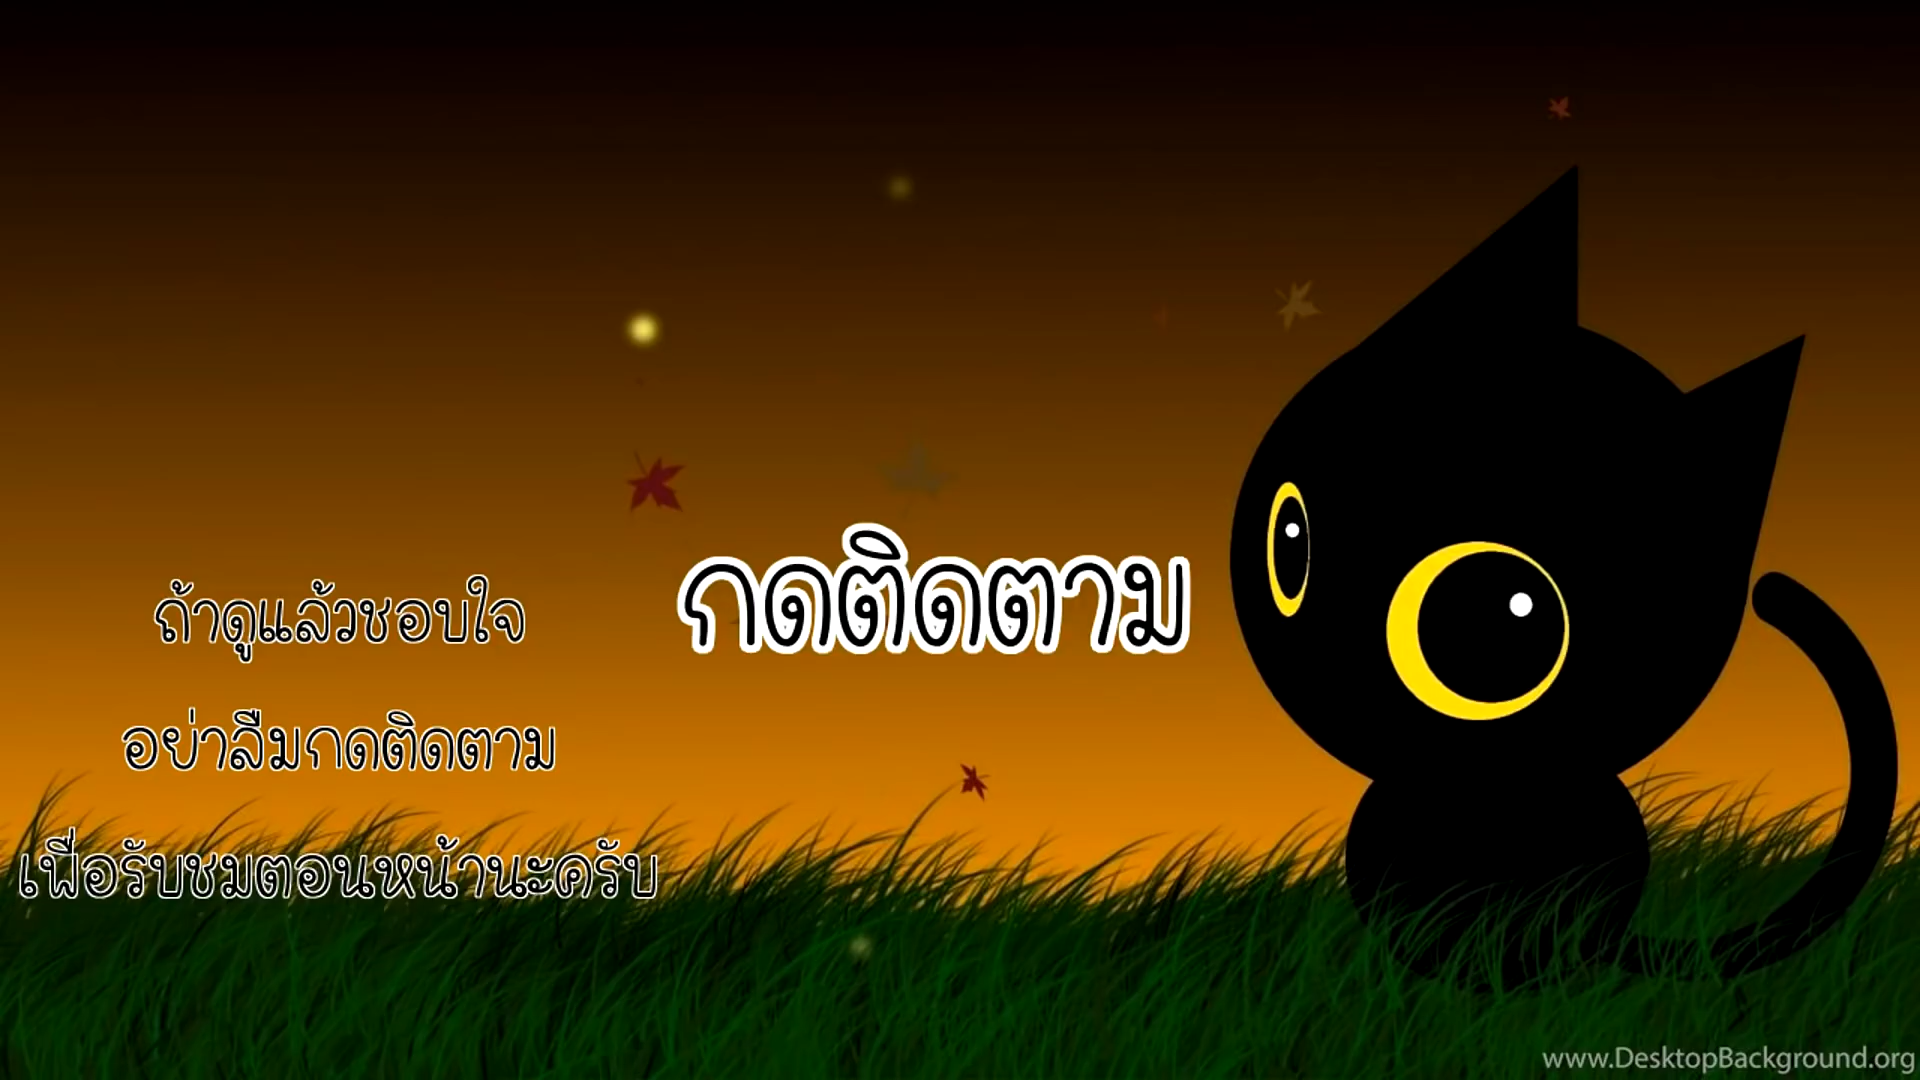 ถ้าดูแล้วชอบใจ
อย่าลืมกดติดตาม
เพื่อรับชมตอนหน้านะครับ
กดติดตาม
www.DesktopBackground.org